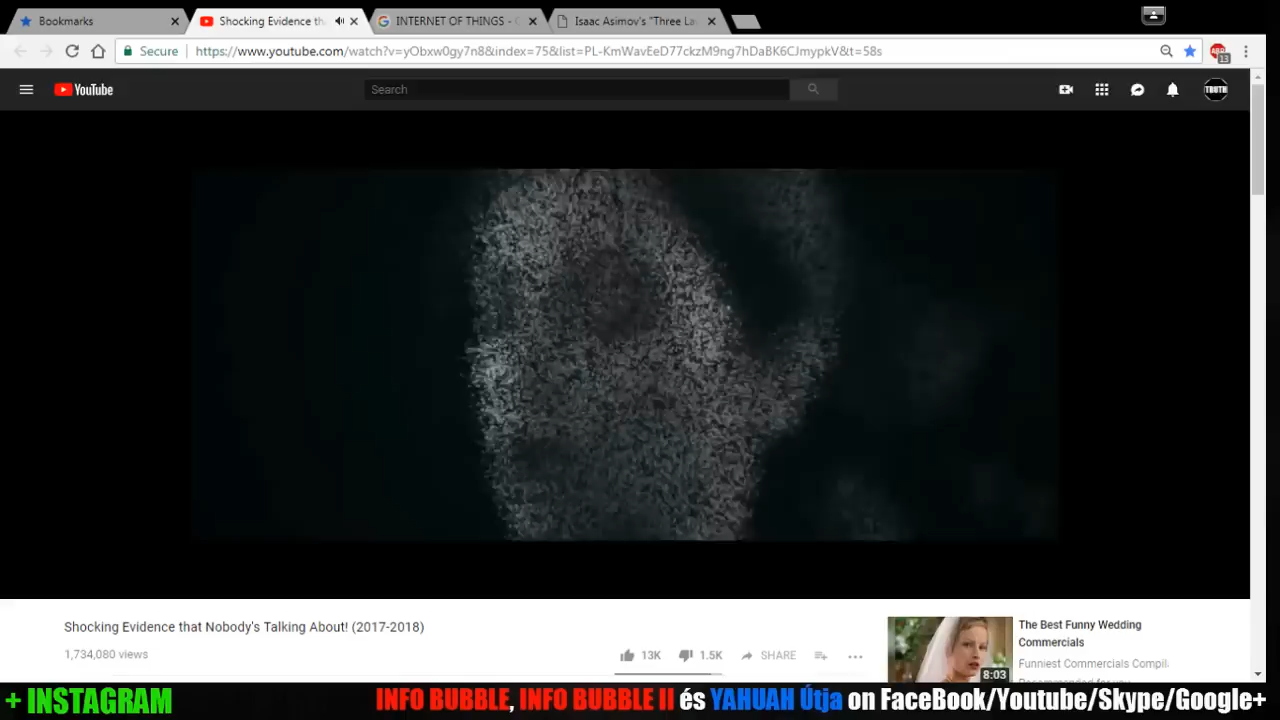 Bookmarks
Shocking Evidence th
INTERNET OF THINGS -
Isaac Asimov's "Three La
Secure
https://www.youtube.com/watch?v=yObxw0gy7n8&index=75&list=PL-KmWavEeD77ckzM9ng7hDaBK6CJmypkV&t=58s
ABP
13
YouTube
Search
TRUTH
Shocking Evidence that Nobody's Talking About! (2017-2018)
1,734,080 views
13K
1.5K
SHARE
The Best Funny Wedding
Commercials
Funniest Commercials Compil
8:03
+ INSTAGRAM
INFO BUBBLE, INFO BUBBLE II és YAHUAH Útja on FaceBook/Youtube/Skype/Google+